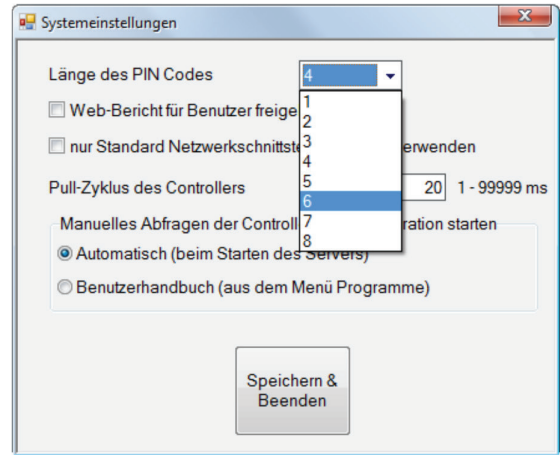 Systemeinstellungen
Länge des PIN Codes 4
1
2
3
4
5
6
7
8
Web-Bericht für Benutzer freige
nur Standard Netzwerkschnittste erwenden
Pull-Zyklus des Controllers 20 1 - 99999 ms
Manuelles Abfragen der Controll ration starten
Automatisch (beim Starten des Servers)
Benutzerhandbuch (aus dem Menü Programme)
Speichern &
Beenden